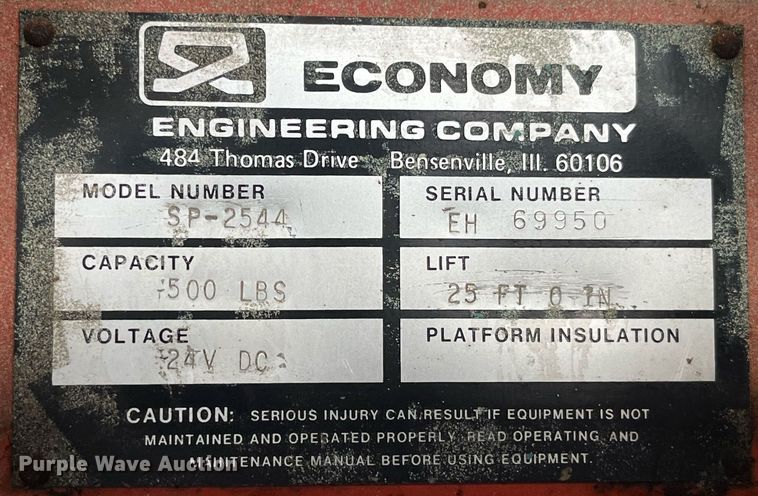 ECONOMY
ENGINEERING COMPANY
484 Thomas Drive Bensenville, Ill. 60106
MODEL NUMBER
SP-2544
SERIAL NUMBER
EH 69950
CAPACITY
500 LBS
LIFT
25 FT 0 IN
VOLTAGE
24V DC
PLATFORM INSULATION
CAUTION: SERIOUS INJURY CAN RESULT IF EQUIPMENT IS NOT
MAINTAINED AND OPERATED PROPERLY. READ OPERATING AND
MAINTENANCE MANUAL BEFORE USING EQUIPMENT.
Purple Wave Auction